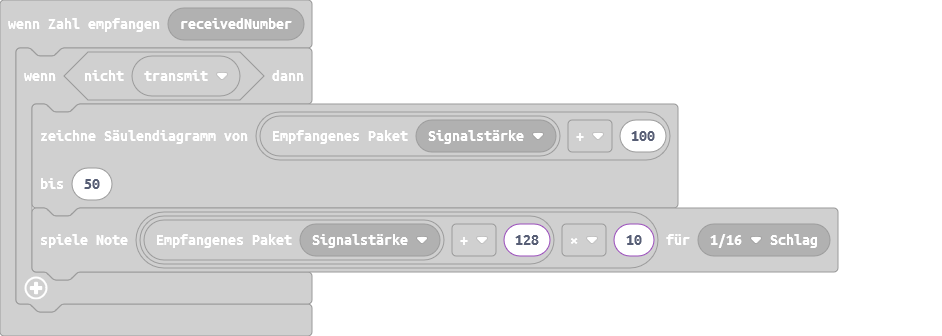 wenn Zahl empfangen receivedNumber
wenn nicht transmit dann
zeichne Säulendiagramm von Empfangenes Paket Signalstärke + 100
bis 50
spiele Note Empfangenes Paket Signalstärke + 128 × 10 für 1/16 Schlag